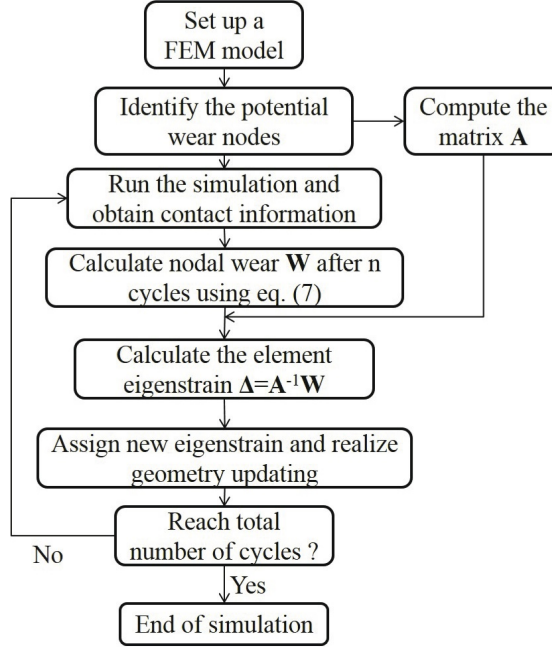 Set up a
FEM model
Identify the potential
wear nodes
Compute the
matrix A
Run the simulation and
obtain contact information
Calculate nodal wear W after n
cycles using eq. (7)
Calculate the element
eigenstrain Δ=A⁻¹W
Assign new eigenstrain and realize
geometry updating
Reach total
number of cycles ?
No
Yes
End of simulation